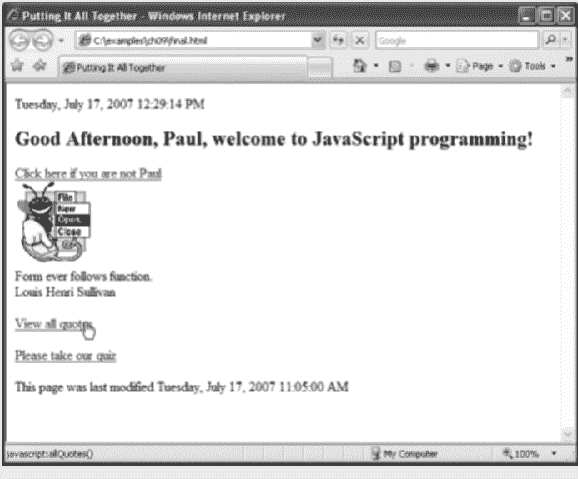 Putting It All Together - Windows Internet Explorer
C:\examples\ch09\final.html
Google
Putting It All Together
Page
Tools
Tuesday, July 17, 2007 12:29:14 PM
Good Afternoon, Paul, welcome to JavaScript programming!
Click here if you are not Paul
File
New
Open
Close
Form ever follows function.
Louis Henri Sullivan
View all quotes
Please take our quiz
This page was last modified Tuesday, July 17, 2007 11:05:00 AM
javascript:allQuotes()
My Computer
100%